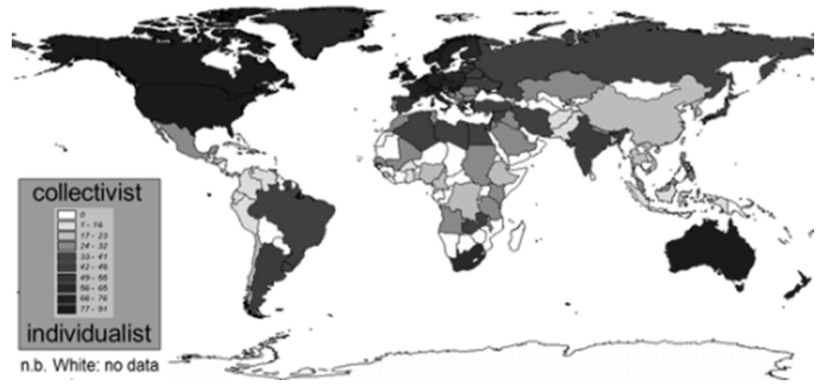 collectivist
0
1 - 16
17 - 23
24 - 32
33 - 41
42 - 48
49 - 55
56 - 65
66 - 76
77 - 91
individualist
n.b. White: no data